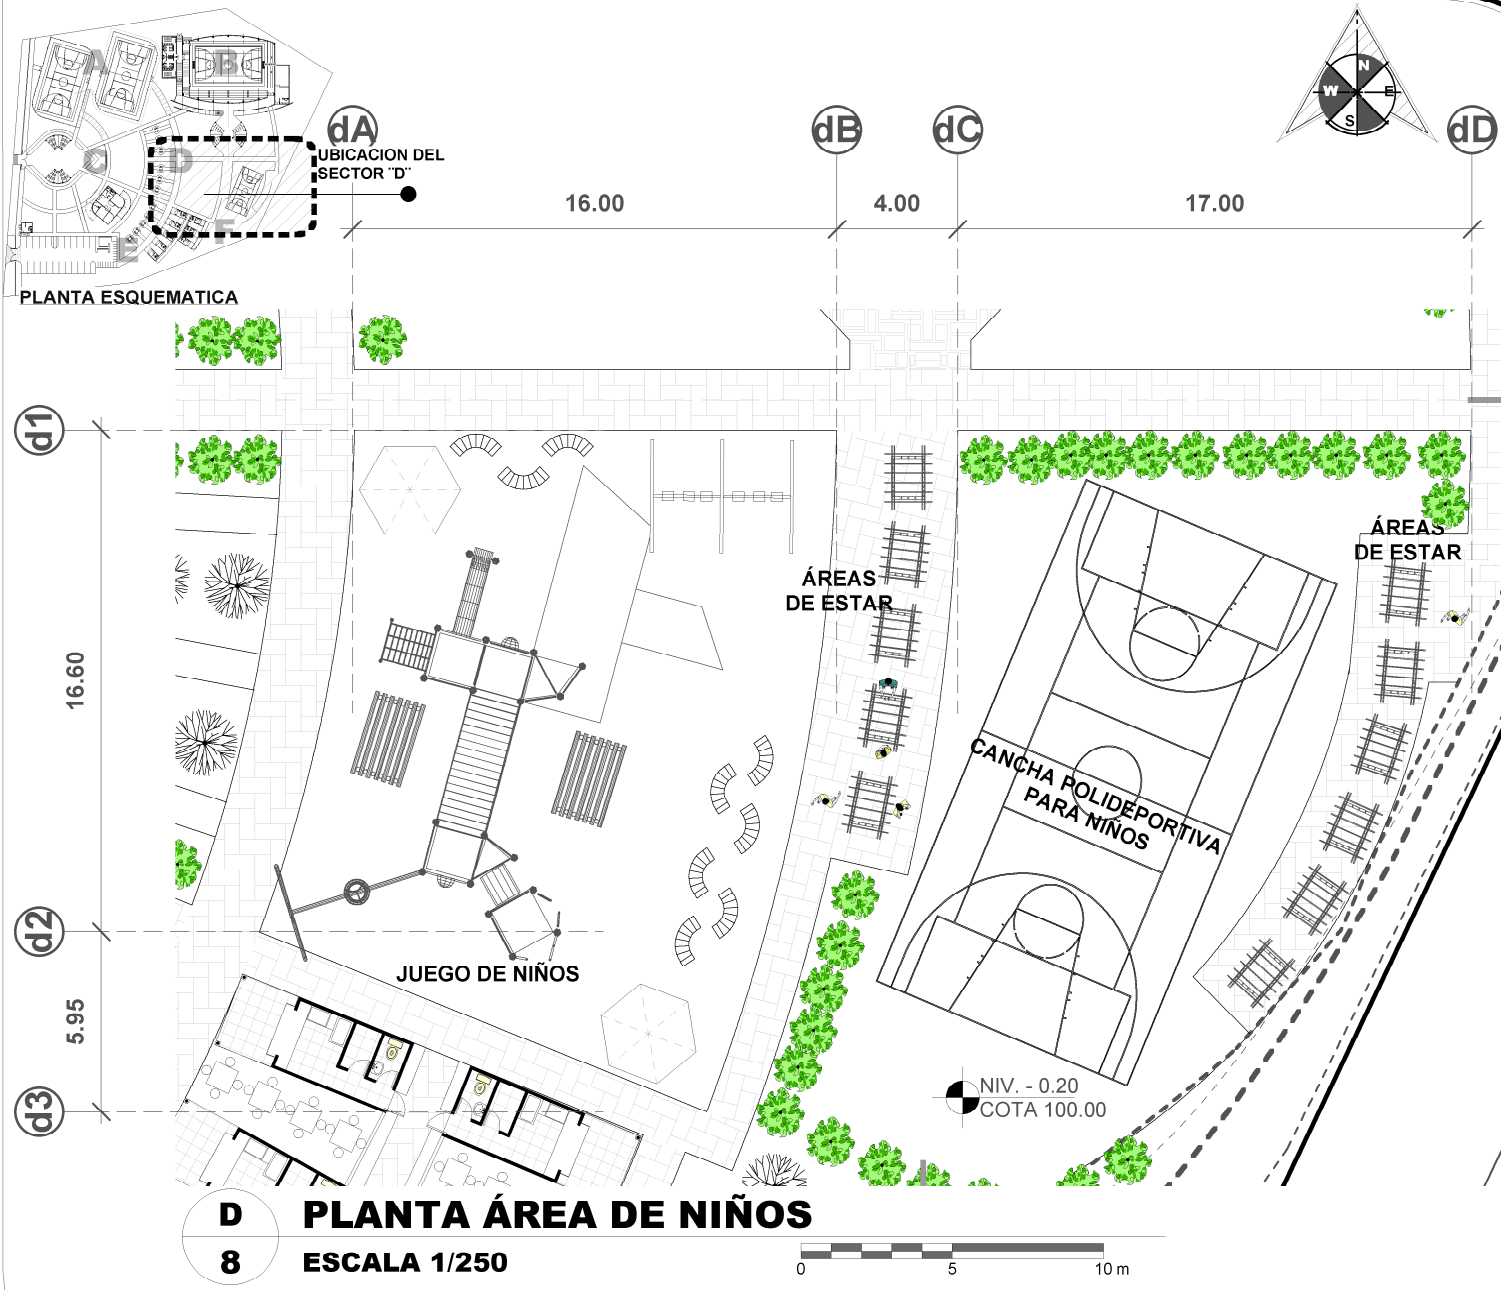 A
B
C
D
E
F
UBICACION DEL
SECTOR ¨D¨
PLANTA ESQUEMATICA
dA
dB
dC
dD
N
W
E
S
16.00
4.00
17.00
d1
d2
d3
16.60
5.95
ÁREAS
DE ESTAR
ÁREAS
DE ESTAR
CANCHA POLIDEPORTIVA
PARA NIÑOS
JUEGO DE NIÑOS
NIV. - 0.20
COTA 100.00
D
8
PLANTA ÁREA DE NIÑOS
ESCALA 1/250
0
5
10 m